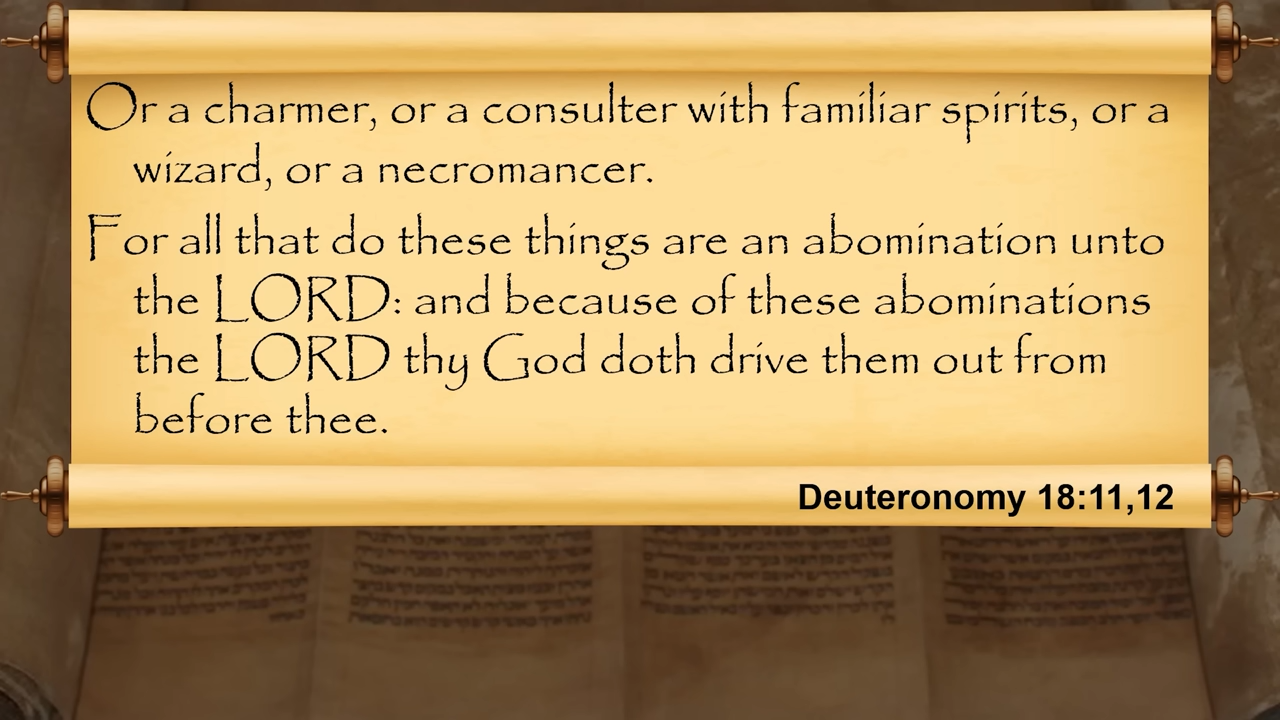 Or a charmer, or a consulter with familiar spirits, or a
wizard, or a necromancer.
For all that do these things are an abomination unto
the LORD: and because of these abominations
the LORD thy God doth drive them out from
before thee.
Deuteronomy 18:11,12